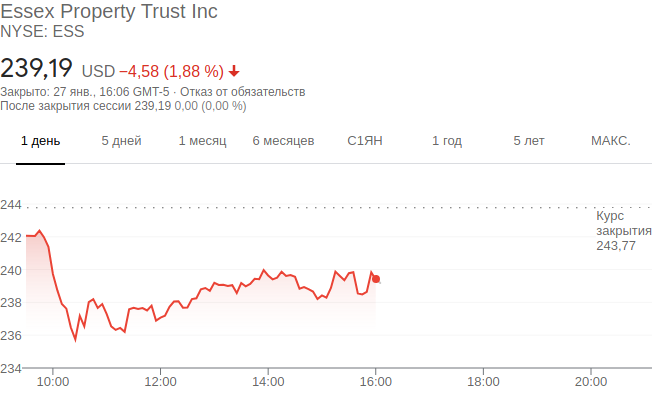 Essex Property Trust Inc
NYSE: ESS
239,19 USD −4,58 (1,88 %)
Закрыто: 27 янв., 16:06 GMT-5 · Отказ от обязательств
После закрытия сессии 239,19 0,00 (0,00 %)
1 день 5 дней 1 месяц 6 месяцев С1ЯН 1 год 5 лет МАКС.
244
Курс
закрытия
243,77
242
240
238
236
234
10:00 12:00 14:00 16:00 18:00 20:00